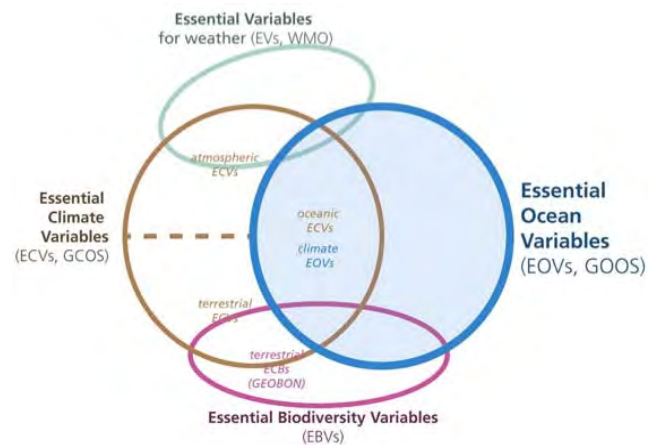 Essential Variables
for weather (EVs, WMO)
atmospheric
ECVs
Essential
Climate
Variables
(ECVs, GCOS)
oceanic
ECVs
climate
EOVs
Essential
Ocean
Variables
(EOVs, GOOS)
terrestrial
ECVs
terrestrial
ECBs
(GEOBON)
Essential Biodiversity Variables
(EBVs)